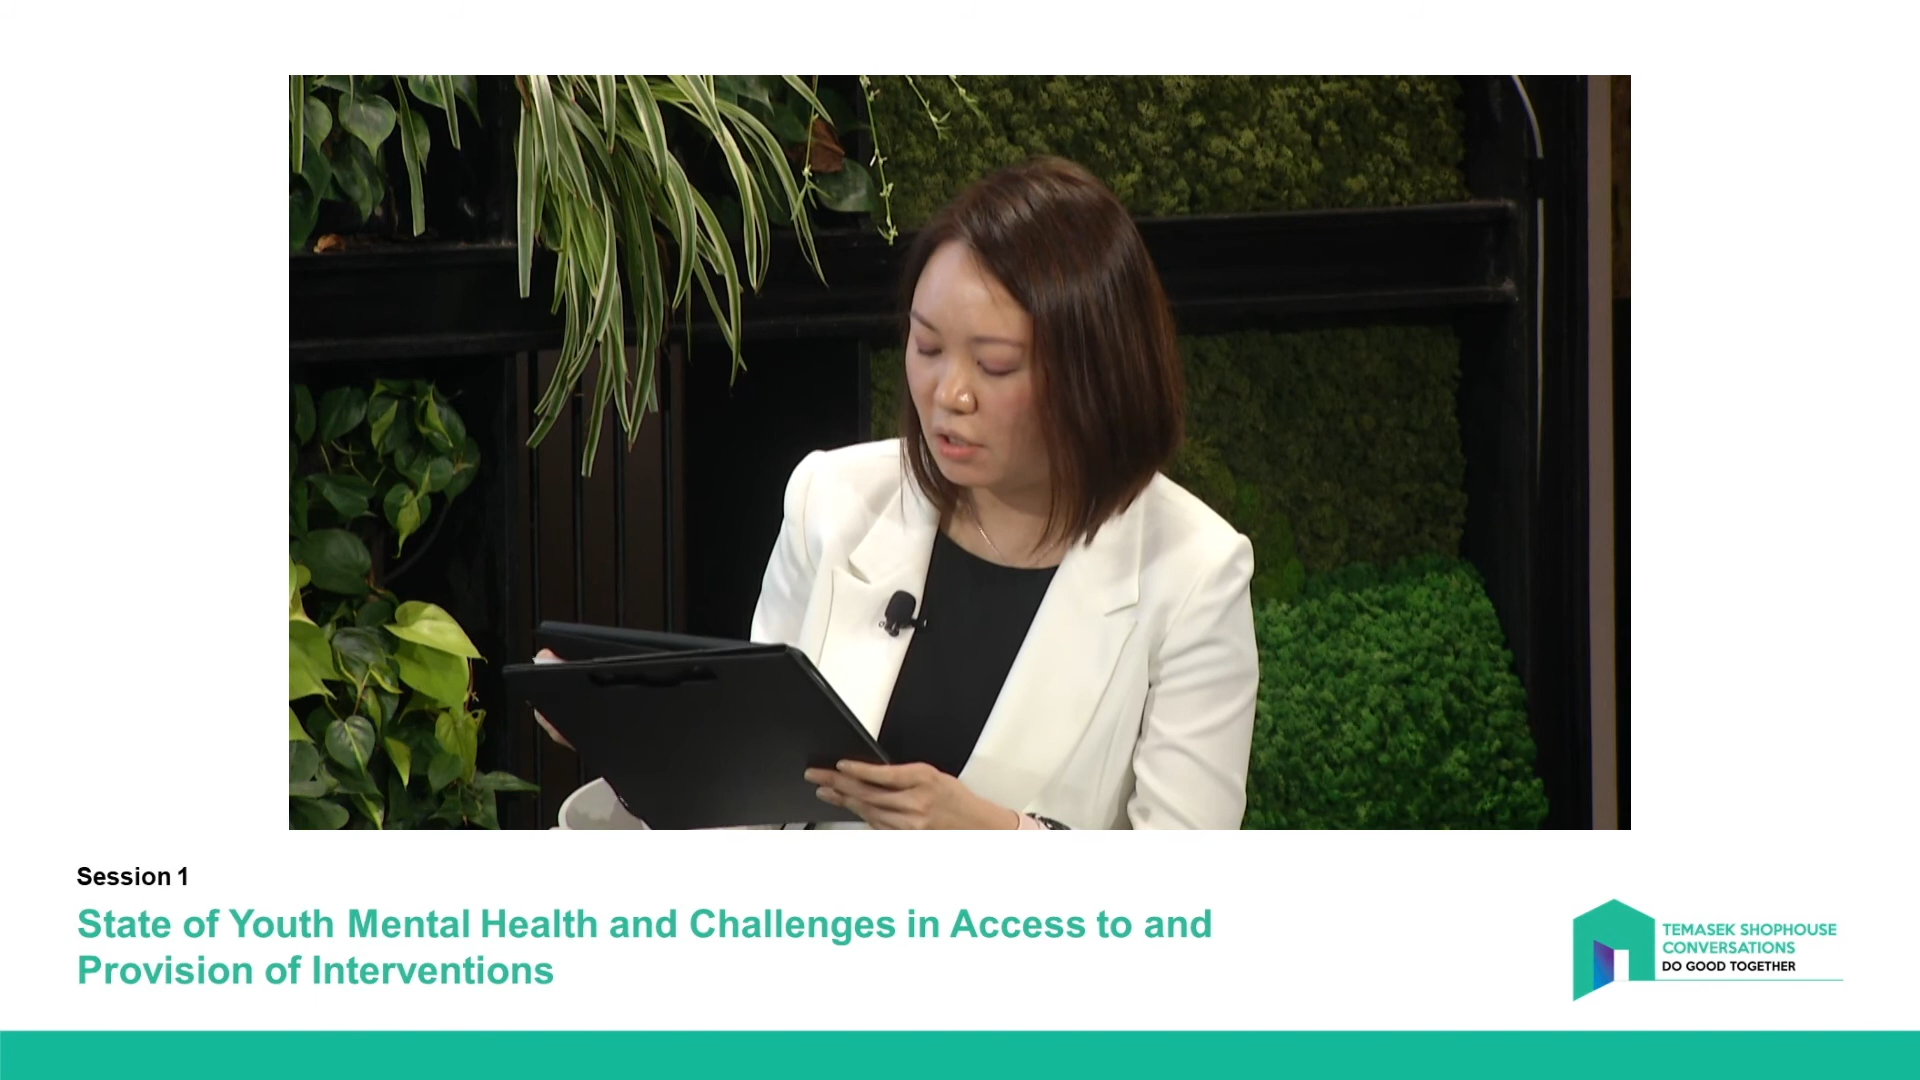 Session 1
State of Youth Mental Health and Challenges in Access to and
Provision of Interventions
TEMASEK SHOPHOUSE
CONVERSATIONS
DO GOOD TOGETHER